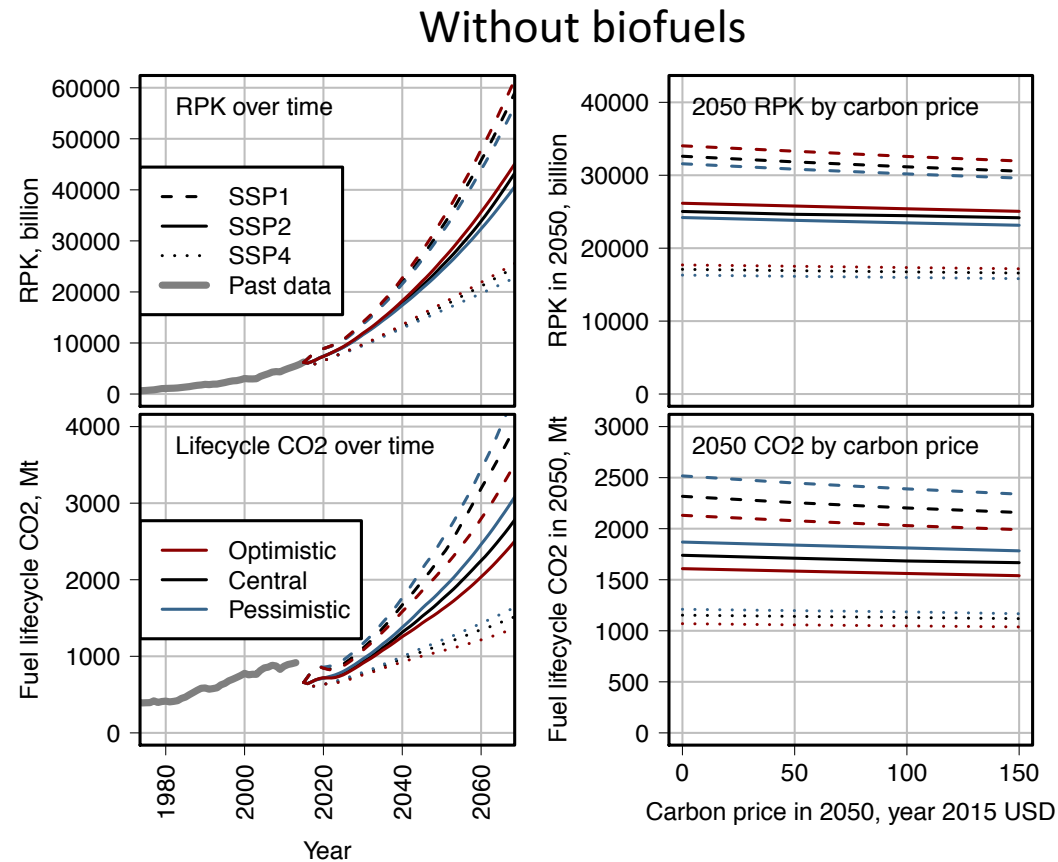 Without biofuels
RPK over time
60000
50000
40000
30000
20000
10000
0
RPK, billion
SSP1
SSP2
SSP4
Past data
2050 RPK by carbon price
40000
30000
20000
10000
0
RPK in 2050, billion
Lifecycle CO2 over time
4000
3000
2000
1000
0
Fuel lifecycle CO2, Mt
Optimistic
Central
Pessimistic
1980
2000
2020
2040
2060
Year
2050 CO2 by carbon price
3000
2500
2000
1500
1000
500
0
Fuel lifecycle CO2 in 2050, Mt
0 50 100 150
Carbon price in 2050, year 2015 USD